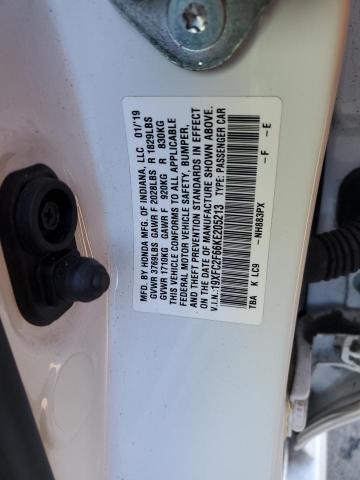 MFD. BY HONDA MFG. OF INDIANA, LLC 01/'19
GVWR 3769LBS GAWR F 2028LBS R 1829LBS
GVWR 1710KG GAWR F 920KG R 830KG
THIS VEHICLE CONFORMS TO ALL APPLICABLE
FEDERAL MOTOR VEHICLE SAFETY, BUMPER,
AND THEFT PREVENTION STANDARDS IN EFFECT
ON THE DATE OF MANUFACTURE SHOWN ABOVE.
V.I.N.:19XFC2F66KE205213 TYPE: PASSENGER CAR
TBA K LC9 -NH883PX -F -E